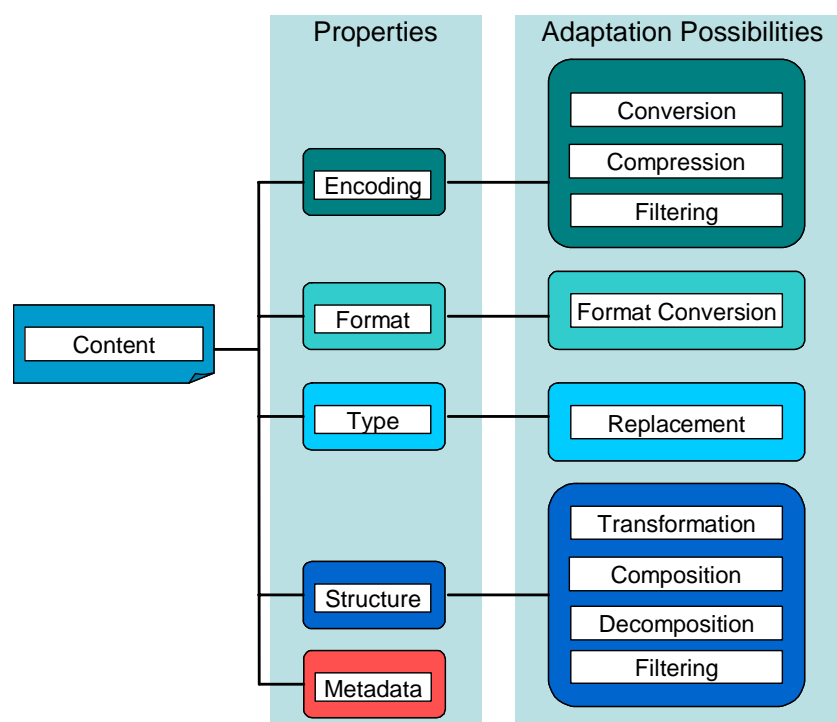 Properties
Adaptation Possibilities
Conversion
Compression
Filtering
Encoding
Format
Format Conversion
Content
Type
Replacement
Transformation
Composition
Decomposition
Filtering
Structure
Metadata